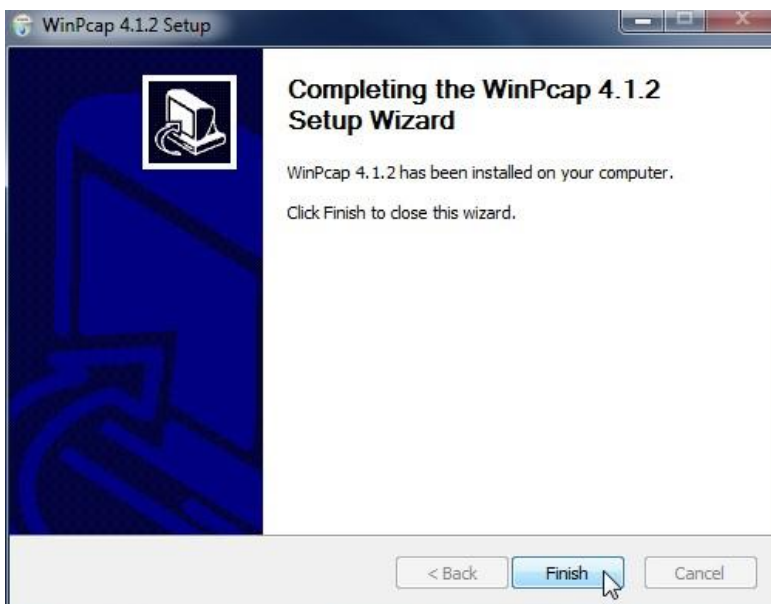 WinPcap 4.1.2 Setup
Completing the WinPcap 4.1.2
Setup Wizard
WinPcap 4.1.2 has been installed on your computer.
Click Finish to close this wizard.
< Back
Finish
Cancel